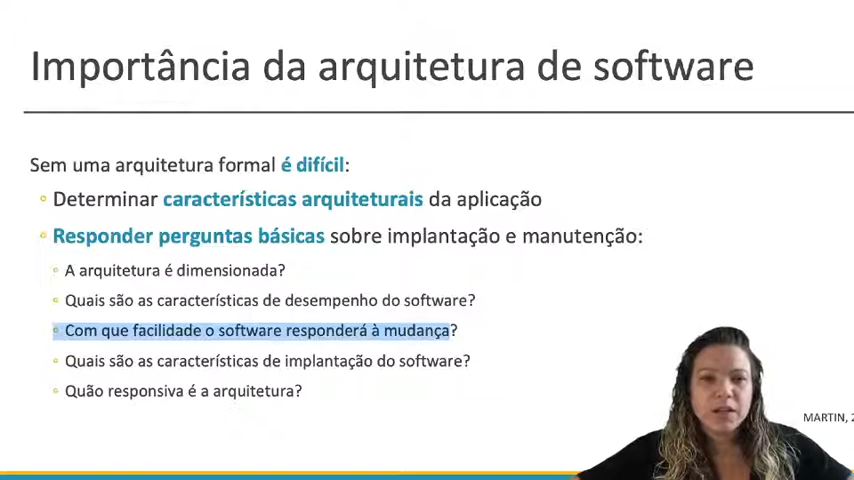 Importância da arquitetura de software
Sem uma arquitetura formal é difícil:
Determinar características arquiteturais da aplicação
Responder perguntas básicas sobre implantação e manutenção:
A arquitetura é dimensionada?
Quais são as características de desempenho do software?
Com que facilidade o software responderá à mudança?
Quais são as características de implantação do software?
Quão responsiva é a arquitetura?
MARTIN, 2